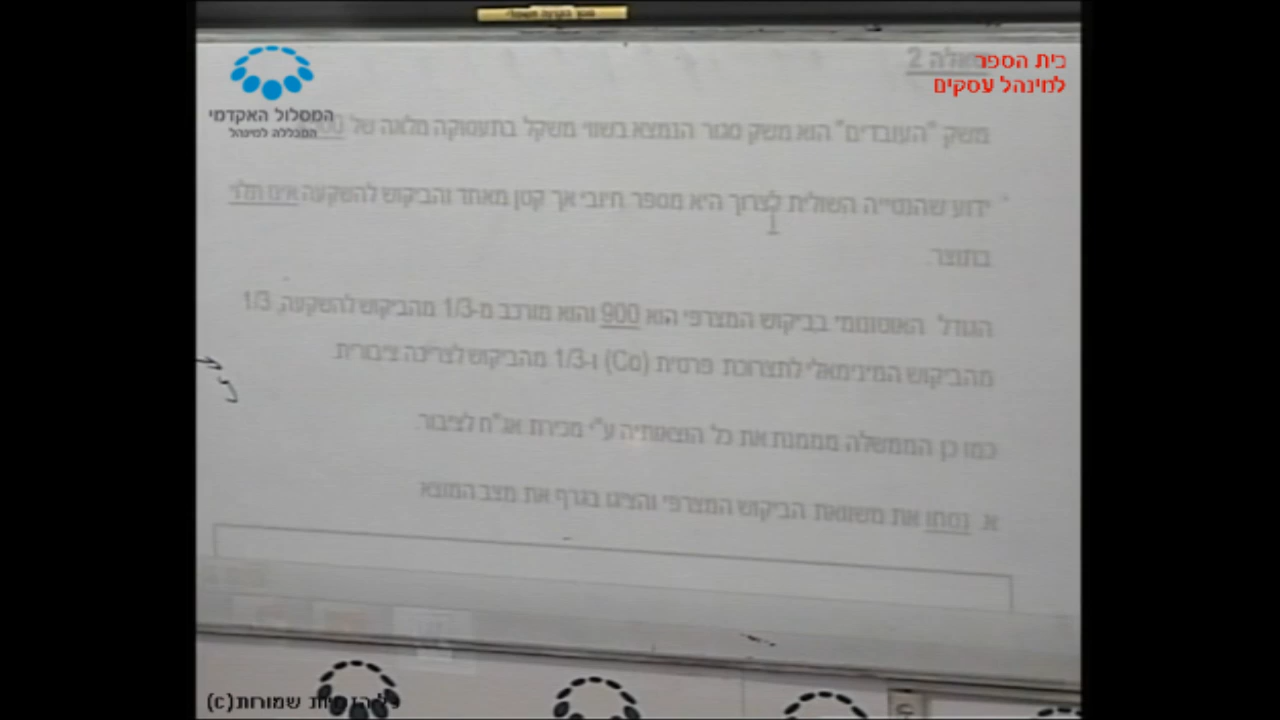 בית הספר
למינהל עסקים
המסלול האקדמי
המכללה למינהל
שאלה 2
משק "העובדים" הוא משק סגור הנמצא בשווי משקל בתעסוקה מלאה של
ידוע שהנטייה השולית לצרוך היא מספר חיובי אך קטן מאחד והביקוש להשקעה אינו תלוי
בתוצר.
הגודל האוטונומי בביקוש המצרפי הוא 900 והוא מורכב מ-1/3 מהביקוש להשקעה, 1/3
מהביקוש המינימאלי לתצרוכת פרטית (Co) ו-1/3 מהביקוש לצריכה ציבורית.
כמו כן הממשלה מממנת את כל הוצאותיה ע"י מכירת אג"ח לציבור.
א. נסחו את משוואת הביקוש המצרפי והציגו בגרף את מצב המוצא
כל הזכויות שמורות(c)